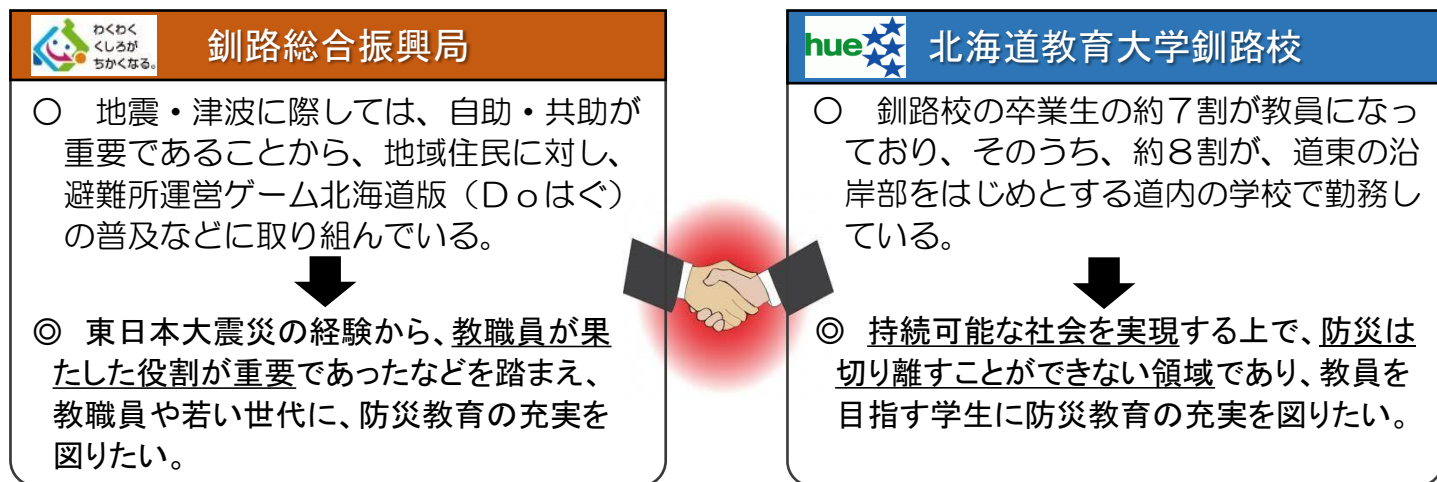 わくわく
くしろが
ちかくなる。
釧路総合振興局
○　地震・津波に際しては、自助・共助が
重要であることから、地域住民に対し、
避難所運営ゲーム北海道版（Ｄｏはぐ）
の普及などに取り組んでいる。
◎　東日本大震災の経験から、教職員が果
たした役割が重要であったなどを踏まえ、
教職員や若い世代に、防災教育の充実を
図りたい。
hue
北海道教育大学釧路校
○　釧路校の卒業生の約７割が教員になっ
ており、そのうち、約８割が、道東の沿
岸部をはじめとする道内の学校で勤務し
ている。
◎　持続可能な社会を実現する上で、防災は
切り離すことができない領域であり、教員を
目指す学生に防災教育の充実を図りたい。